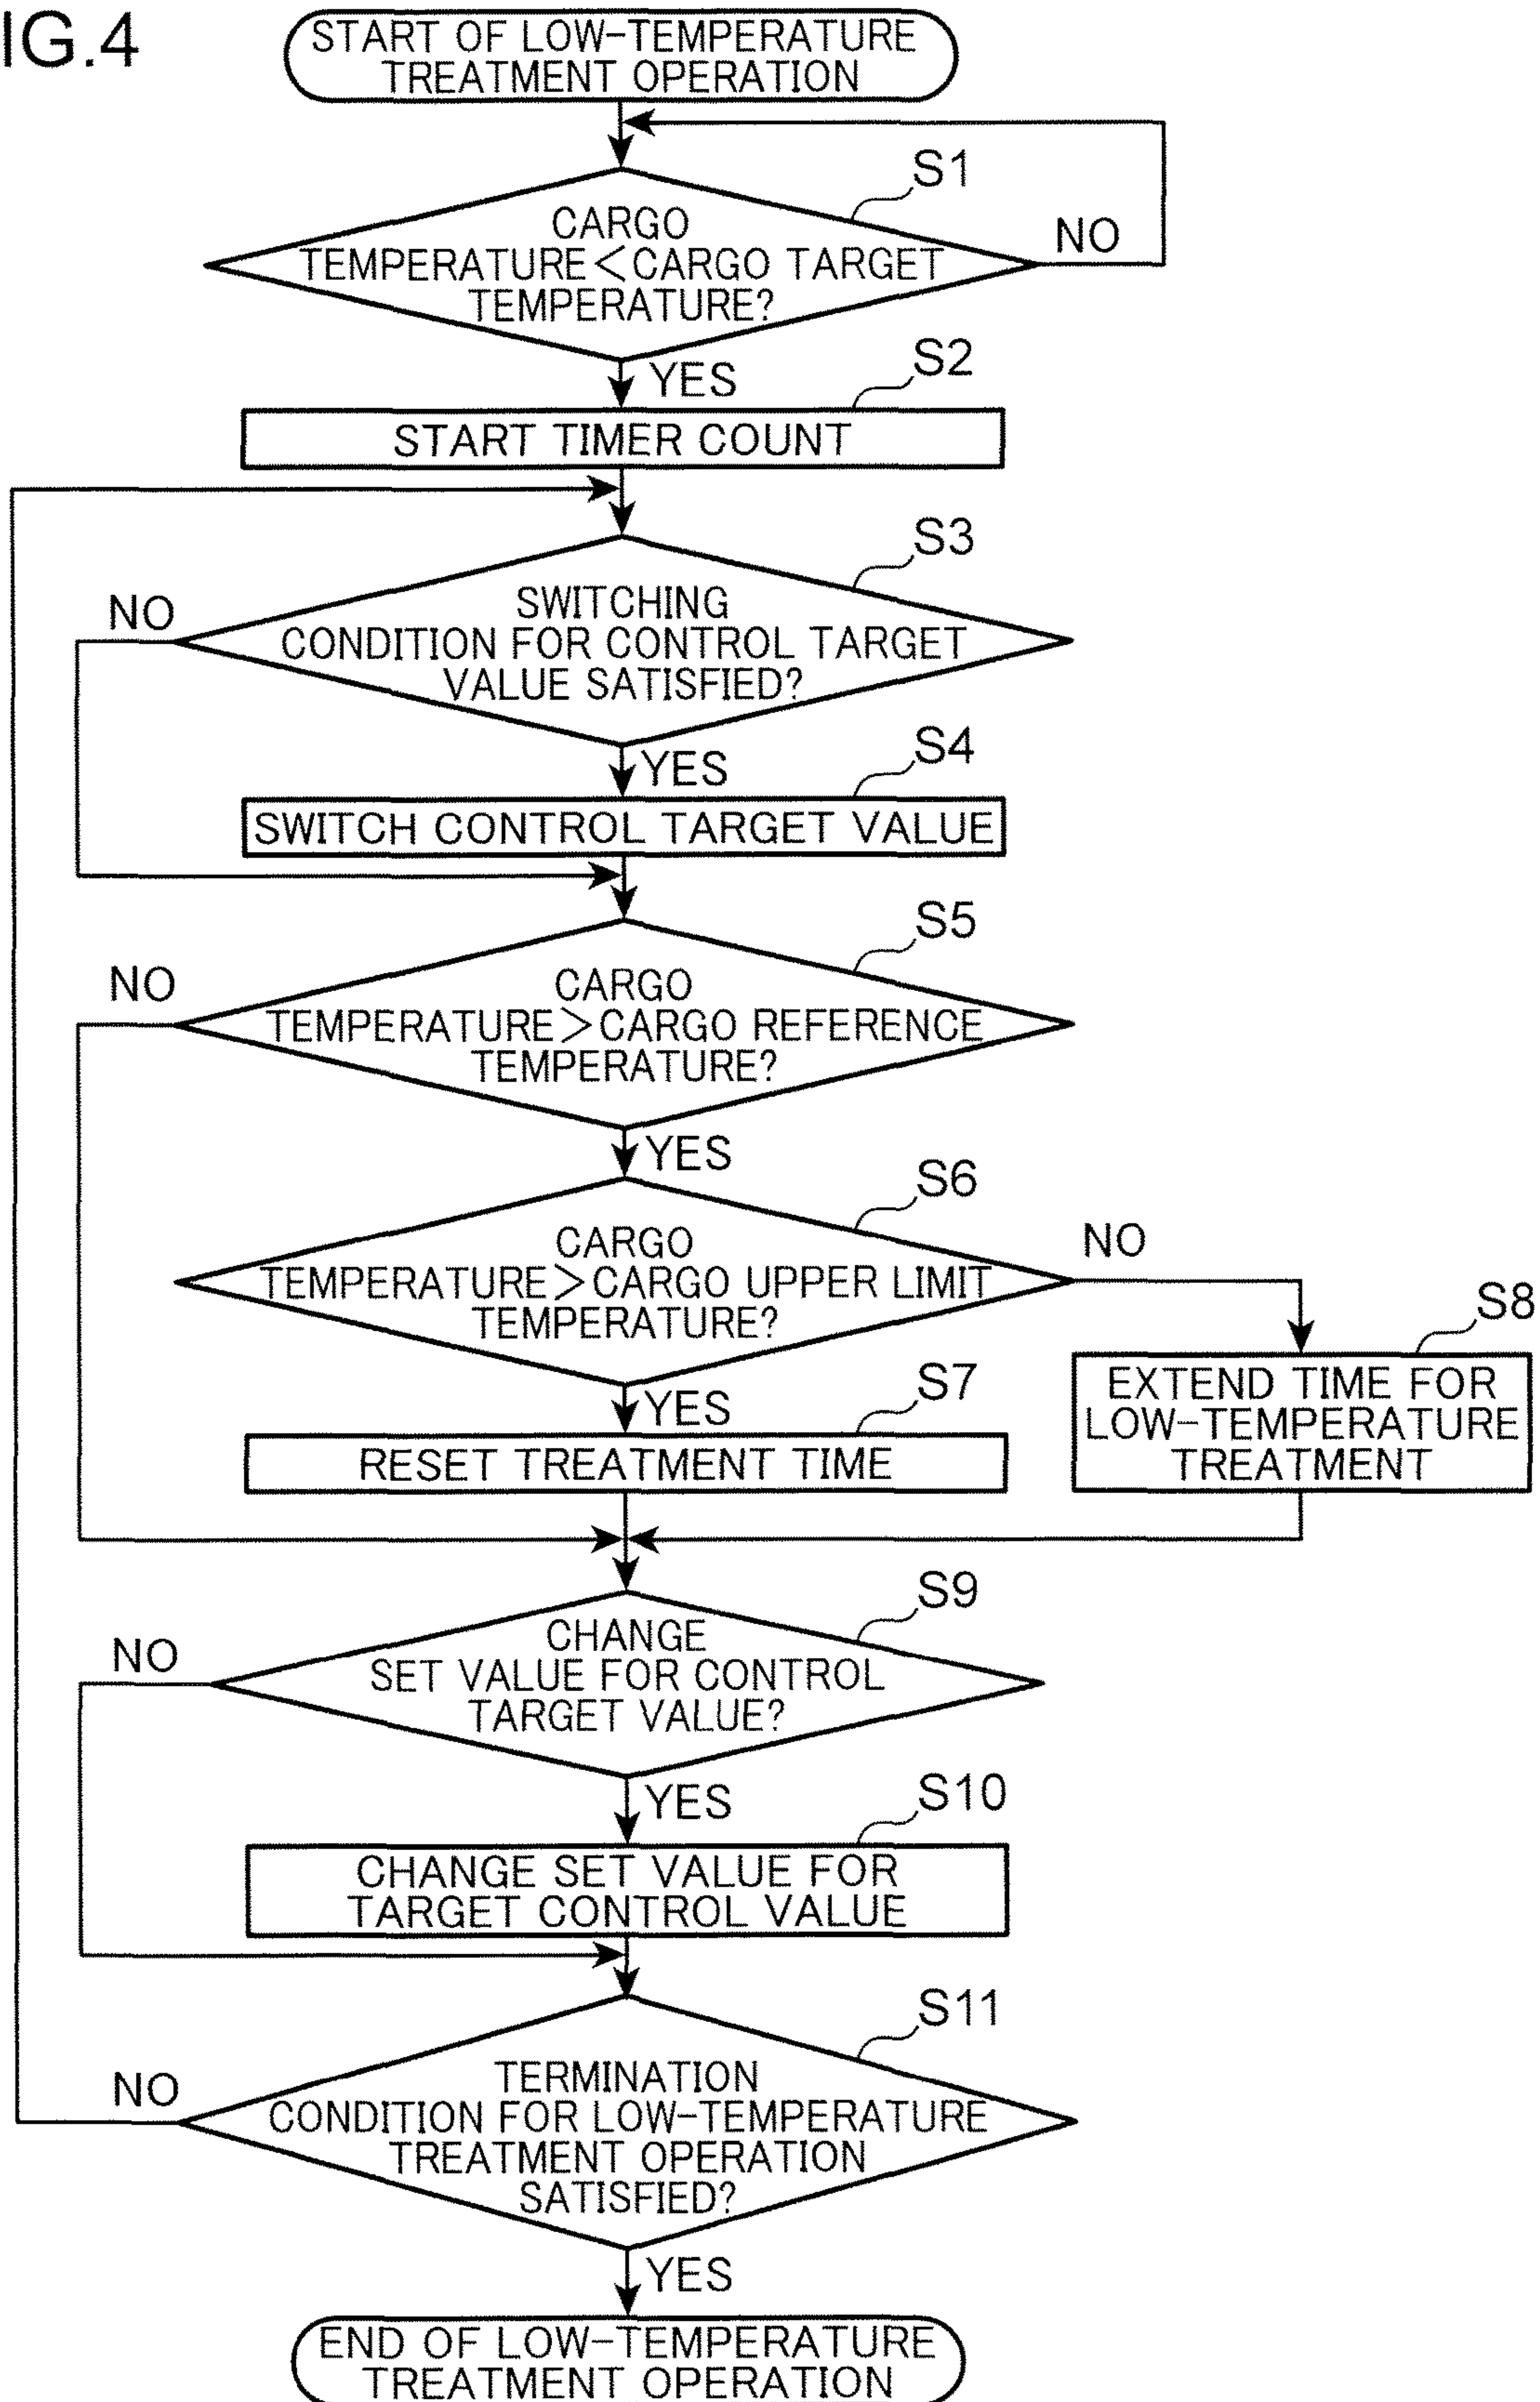 IG.4
START OF LOW-TEMPERATURE
TREATMENT OPERATION
S1
CARGO
TEMPERATURE<CARGO TARGET
TEMPERATURE?
NO
YES
S2
START TIMER COUNT
S3
NO
SWITCHING
CONDITION FOR CONTROL TARGET
VALUE SATISFIED?
YES
S4
SWITCH CONTROL TARGET VALUE
S5
NO
CARGO
TEMPERATURE>CARGO REFERENCE
TEMPERATURE?
YES
S6
CARGO
TEMPERATURE>CARGO UPPER LIMIT
TEMPERATURE?
NO
YES
S7
RESET TREATMENT TIME
S8
EXTEND TIME FOR
LOW-TEMPERATURE
TREATMENT
S9
NO
CHANGE
SET VALUE FOR CONTROL
TARGET VALUE?
YES
S10
CHANGE SET VALUE FOR
TARGET CONTROL VALUE
S11
NO
TERMINATION
CONDITION FOR LOW-TEMPERATURE
TREATMENT OPERATION
SATISFIED?
YES
END OF LOW-TEMPERATURE
TREATMENT OPERATION